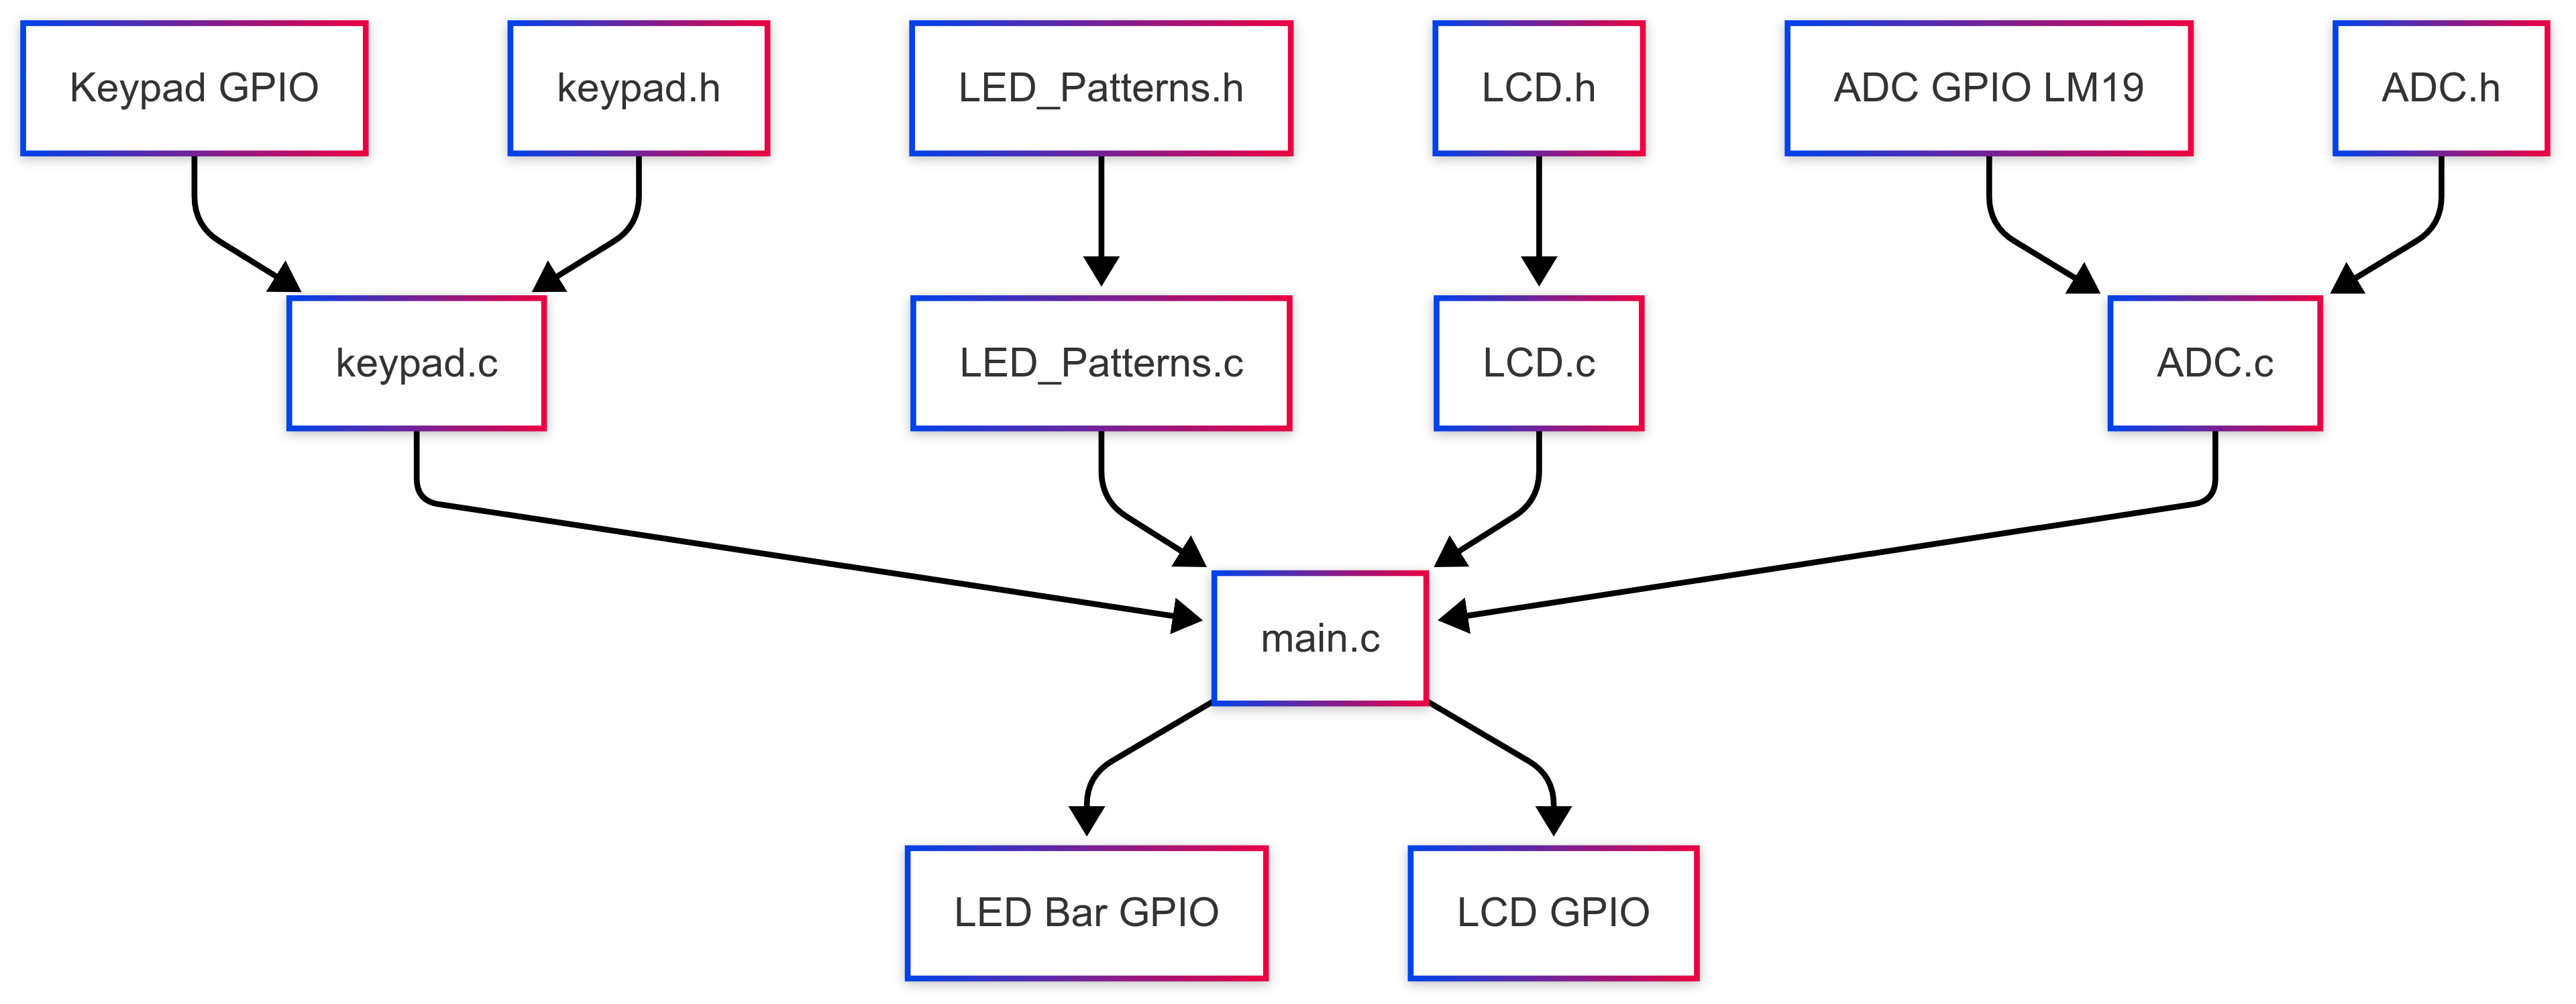 Keypad GPIO
keypad.h
LED_Patterns.h
LCD.h
ADC GPIO LM19
ADC.h
keypad.c
LED_Patterns.c
LCD.c
ADC.c
main.c
LED Bar GPIO
LCD GPIO